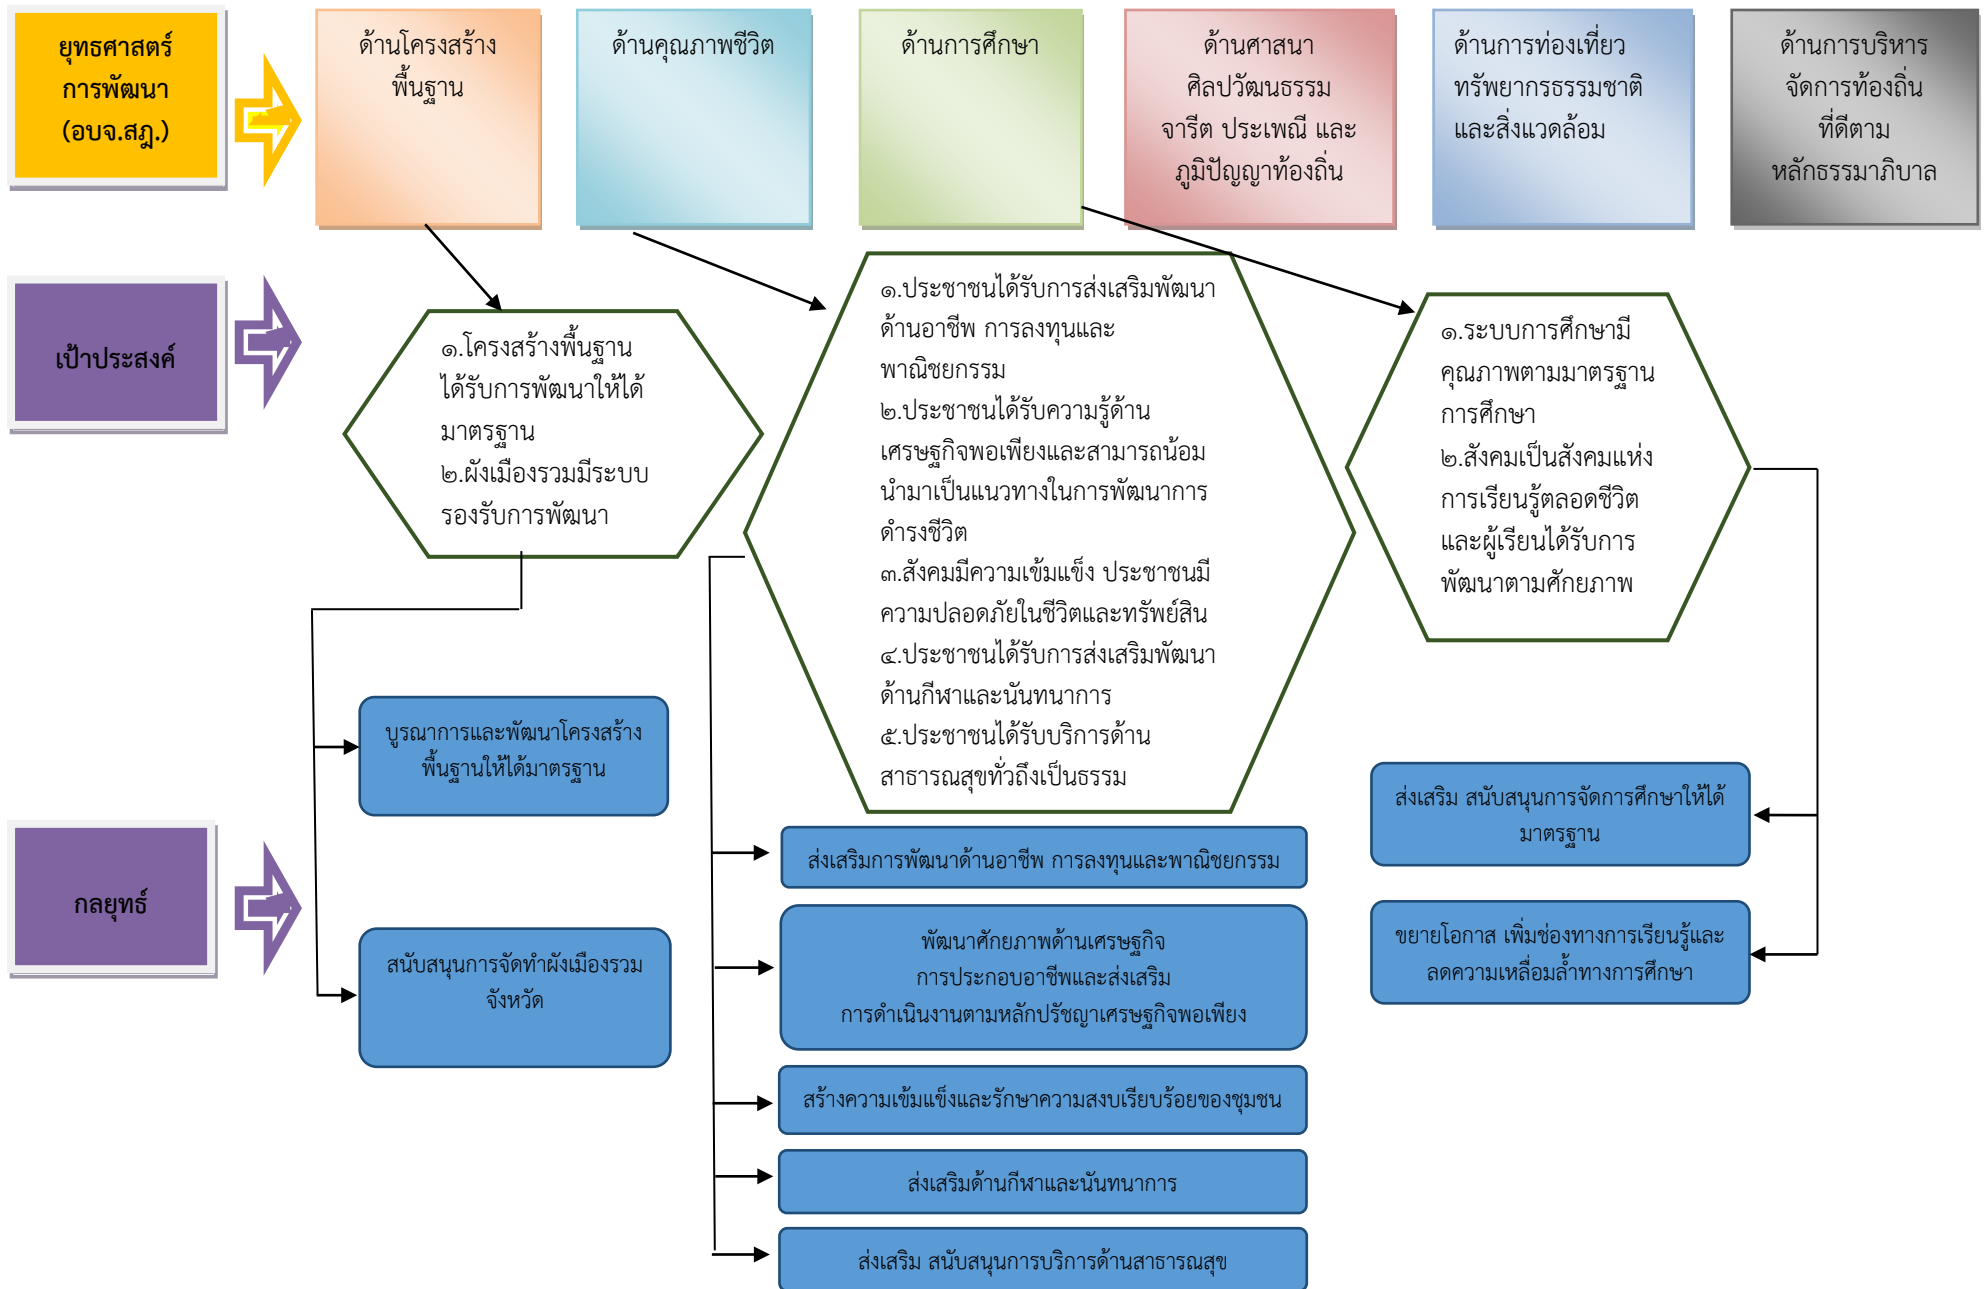 ยุทธศาสตร์
การพัฒนา
(อบจ.สฎ.)
ด้านโครงสร้าง
พื้นฐาน
ด้านคุณภาพชีวิต
ด้านการศึกษา
ด้านศาสนา
ศิลปวัฒนธรรม
จารีต ประเพณี และ
ภูมิปัญญาท้องถิ่น
ด้านการท่องเที่ยว
ทรัพยากรธรรมชาติ
และสิ่งแวดล้อม
ด้านการบริหาร
จัดการท้องถิ่น
ที่ดีตาม
หลักธรรมาภิบาล
เป้าประสงค์
๑.โครงสร้างพื้นฐาน
ได้รับการพัฒนาให้ได้
มาตรฐาน
๒.ผังเมืองรวมมีระบบ
รองรับการพัฒนา
๑.ประชาชนได้รับการส่งเสริมพัฒนา
ด้านอาชีพ การลงทุนและ
พาณิชยกรรม
๒.ประชาชนได้รับความรู้ด้าน
เศรษฐกิจพอเพียงและสามารถน้อม
นำมาเป็นแนวทางในการพัฒนาการ
ดำรงชีวิต
๓.สังคมมีความเข้มแข็ง ประชาชนมี
ความปลอดภัยในชีวิตและทรัพย์สิน
๔.ประชาชนได้รับการส่งเสริมพัฒนา
ด้านกีฬาและนันทนาการ
๕.ประชาชนได้รับบริการด้าน
สาธารณสุขทั่วถึงเป็นธรรม
๑.ระบบการศึกษามี
คุณภาพตามมาตรฐาน
การศึกษา
๒.สังคมเป็นสังคมแห่ง
การเรียนรู้ตลอดชีวิต
และผู้เรียนได้รับการ
พัฒนาตามศักยภาพ
กลยุทธ์
บูรณาการและพัฒนาโครงสร้าง
พื้นฐานให้ได้มาตรฐาน
สนับสนุนการจัดทำผังเมืองรวม
จังหวัด
ส่งเสริมการพัฒนาด้านอาชีพ การลงทุนและพาณิชยกรรม
พัฒนาศักยภาพด้านเศรษฐกิจ
การประกอบอาชีพและส่งเสริม
การดำเนินงานตามหลักปรัชญาเศรษฐกิจพอเพียง
สร้างความเข้มแข็งและรักษาความสงบเรียบร้อยของชุมชน
ส่งเสริมด้านกีฬาและนันทนาการ
ส่งเสริม สนับสนุนการบริการด้านสาธารณสุข
ส่งเสริม สนับสนุนการจัดการศึกษาให้ได้
มาตรฐาน
ขยายโอกาส เพิ่มช่องทางการเรียนรู้และ
ลดความเหลื่อมล้ำทางการศึกษา